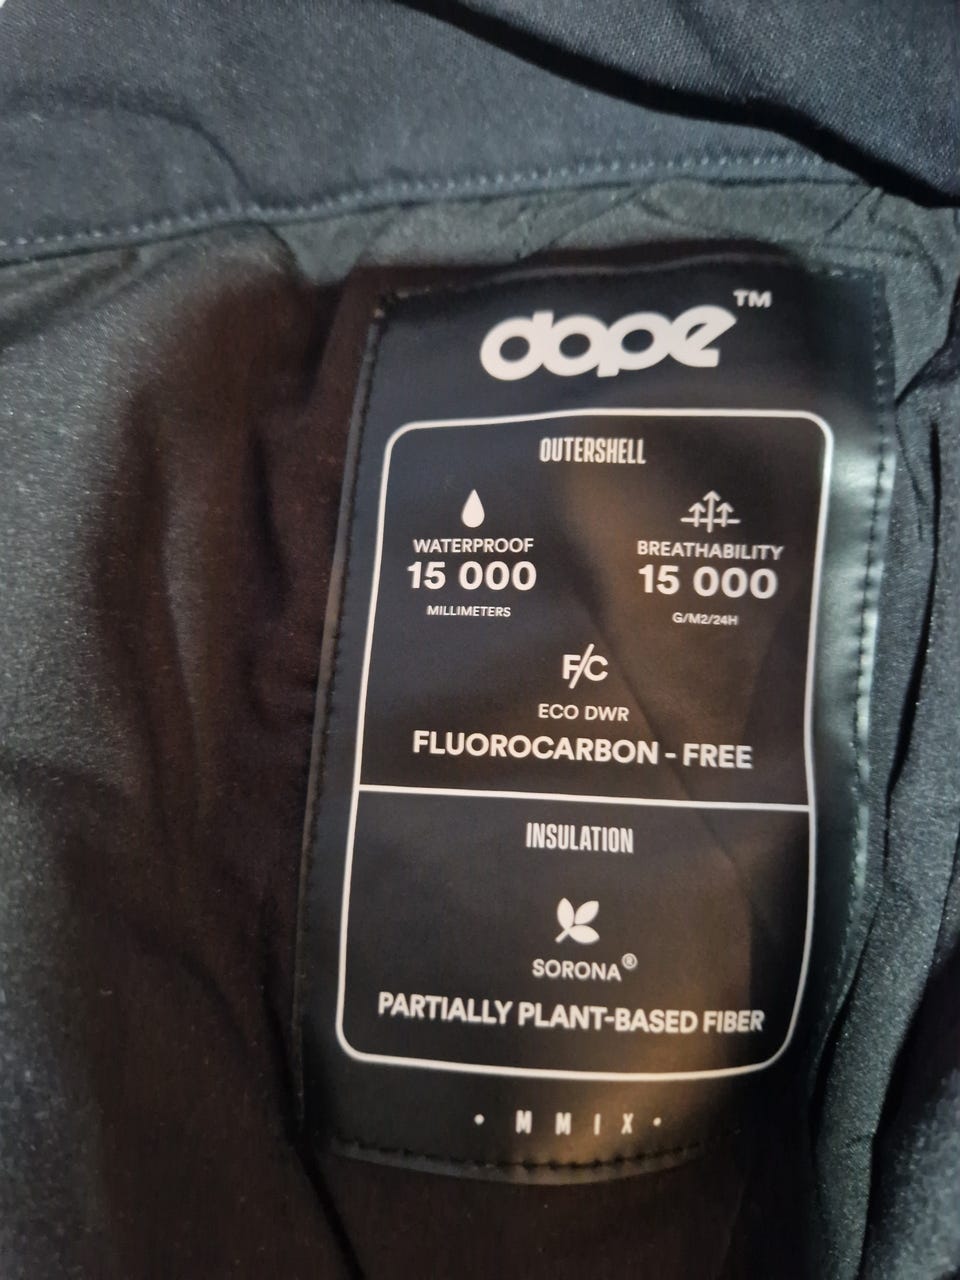 dope™
OUTERSHELL
WATERPROOF
15 000
MILLIMETERS
BREATHABILITY
15 000
G/M2/24H
F/C
ECO DWR
FLUOROCARBON - FREE
INSULATION
SORONA®
PARTIALLY PLANT-BASED FIBER
• M M I X •